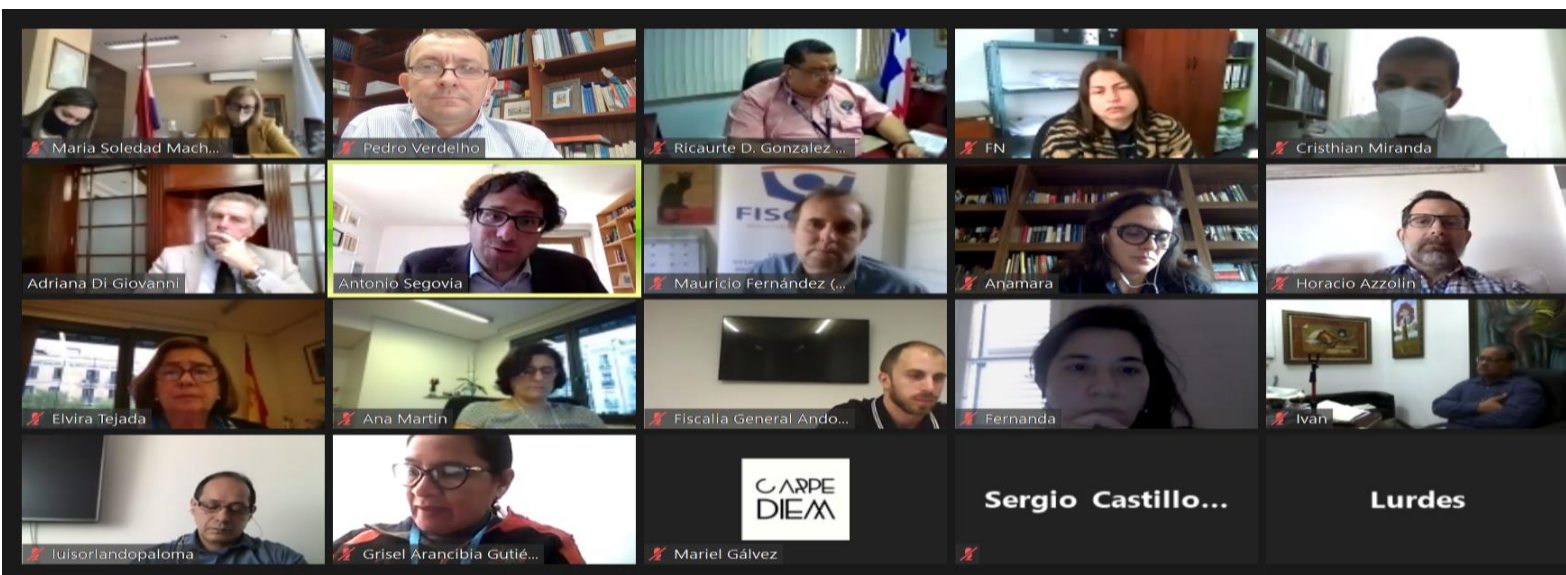 Maria Soledad Mach...
Pedro Verdelho
Ricaurte D. Gonzalez ...
FN
Cristhian Miranda
Adriana Di Giovanni
Antonio Segovia
FIS
Mauricio Fernández (...
Anamara
Horacio Azzolin
Elvira Tejada
Ana Martin
Fiscalia General Ando...
Fernanda
Ivan
luisorlandopaloma
Grisel Arancíbia Gutié...
CARPE
DIEM
Mariel Gálvez
Sergio Castillo...
Lurdes